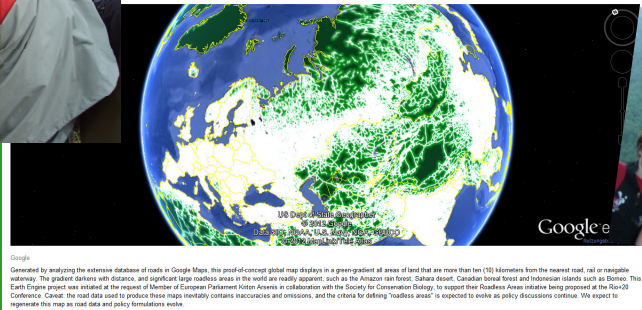 US Dept of State Geographer
© 2012 Google
Data SIO, NOAA, U.S. Navy, NGA, GEBCO
© 2012 MapLink/Tele Atlas
Google e
Google
Generated by analyzing the extensive database of roads in Google Maps, this proof-of-concept global map displays in a green-gradient all areas of land that are more than ten (10) kilometers from the nearest road, rail or navigable
waterway. The gradient darkens with distance, and significant large roadless areas in the world are readily apparent, such as the Amazon rain forest, Sahara desert, Canadian boreal forest and Indonesian islands such as Borneo. This
Earth Engine project was initiated at the request of Member of European Parliament Kriton Arsenis in collaboration with the Society for Conservation Biology, to support their Roadless Areas initiative being proposed at the Rio+20
Conference. Caveat: the road data used to produce these maps inevitably contains inaccuracies and omissions, and the criteria for defining "roadless areas" is expected to evolve as policy discussions continue. We expect to
regenerate this map as road data and policy formulations evolve.